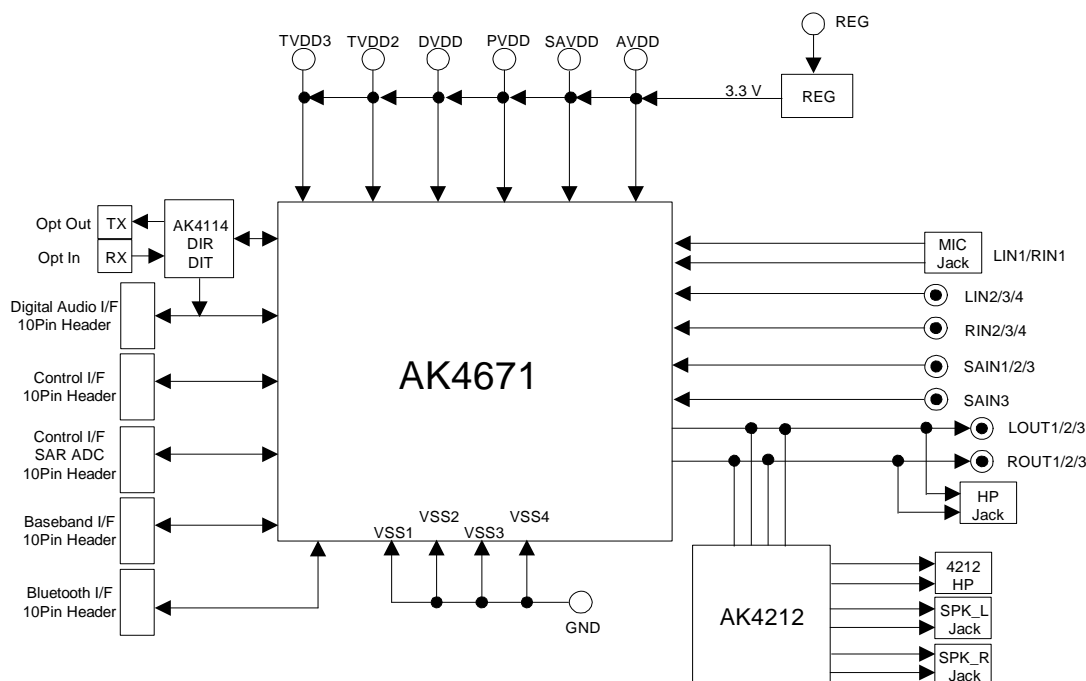 REG
TVDD3
TVDD2
DVDD
PVDD
SAVDD
AVDD
3.3 V
REG
Opt Out
TX
Opt In
RX
AK4114
DIR
DIT
MIC
Jack
LIN1/RIN1
Digital Audio I/F
10Pin Header
LIN2/3/4
RIN2/3/4
Control I/F
10Pin Header
AK4671
SAIN1/2/3
SAIN3
Control I/F
SAR ADC
10Pin Header
LOUT1/2/3
ROUT1/2/3
HP
Jack
Baseband I/F
10Pin Header
VSS1
VSS2
VSS3
VSS4
Bluetooth I/F
10Pin Header
GND
AK4212
4212
HP
SPK_L
Jack
SPK_R
Jack